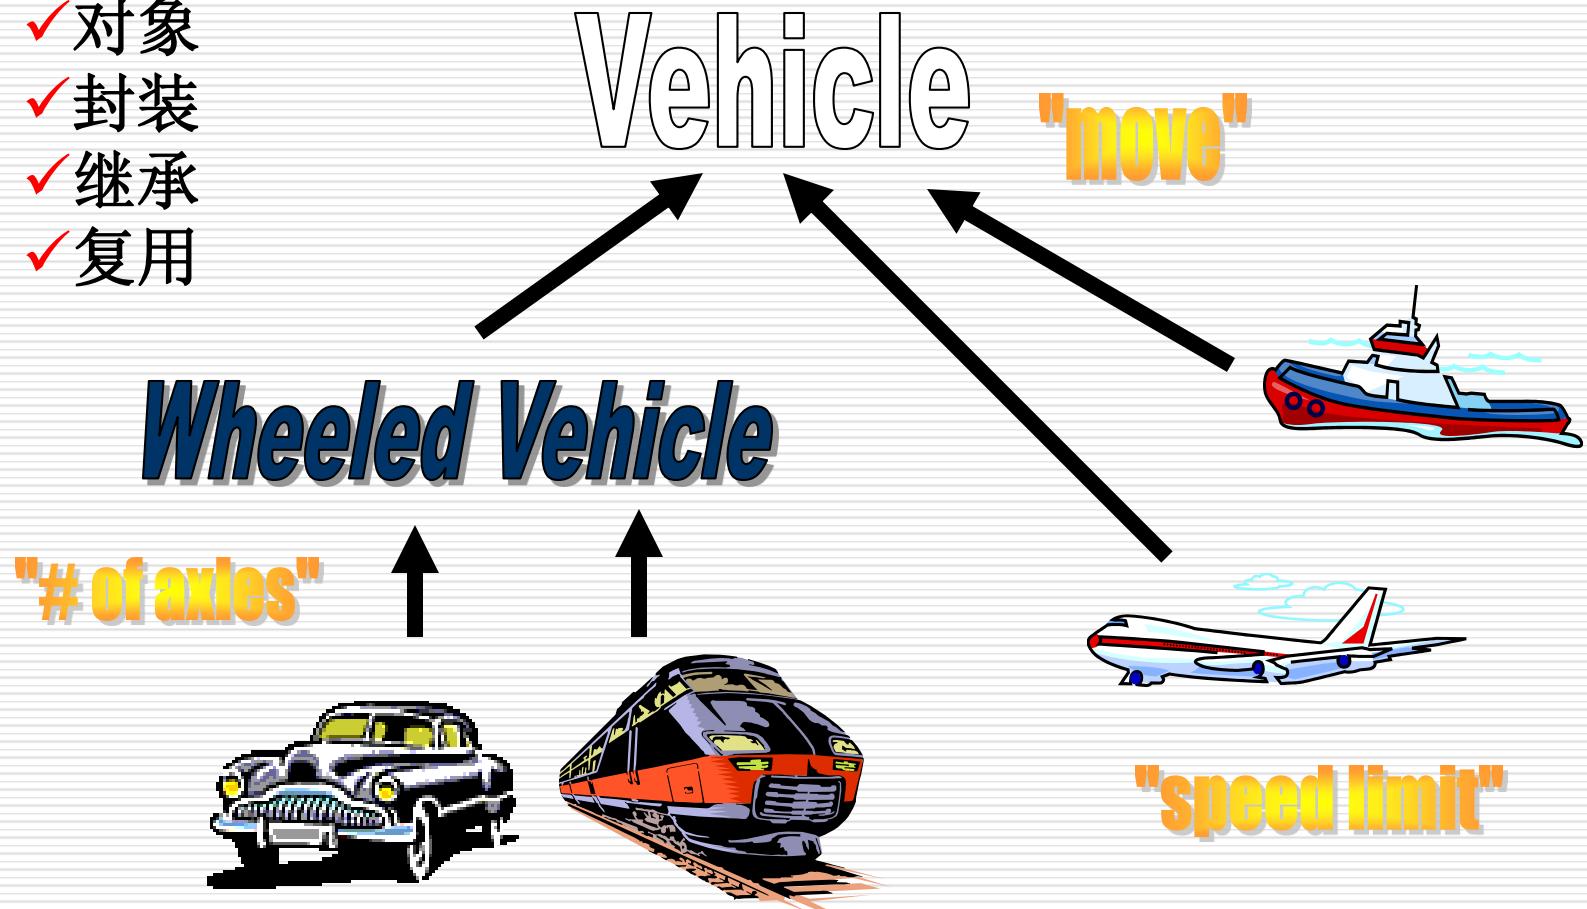 对象
封装
继承
复用
Vehicle
"move"
Wheeled Vehicle
"# of axles"
"speed limit"